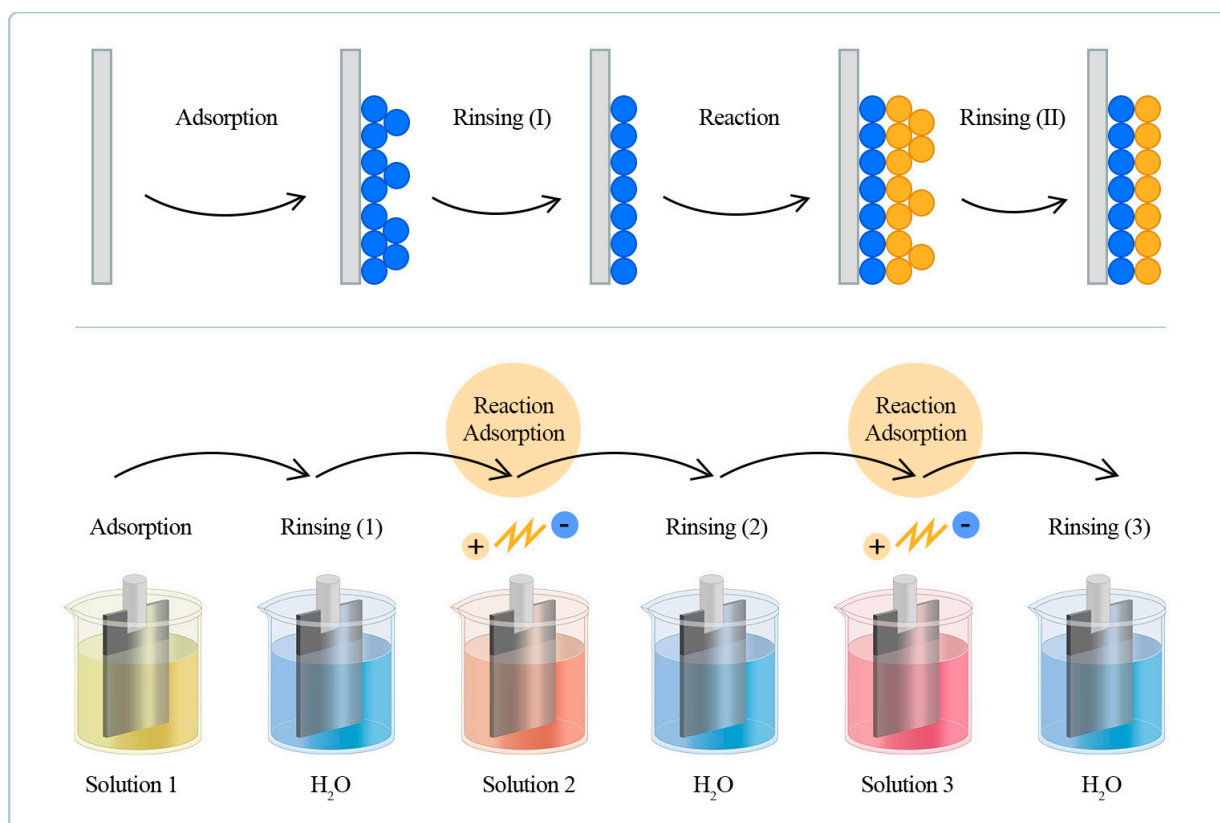 Adsorption
Rinsing (I)
Reaction
Rinsing (II)
Reaction
Adsorption
Reaction
Adsorption
Adsorption
Rinsing (1)
+
-
Rinsing (2)
+
-
Rinsing (3)
Solution 1
H₂O
Solution 2
H₂O
Solution 3
H₂O